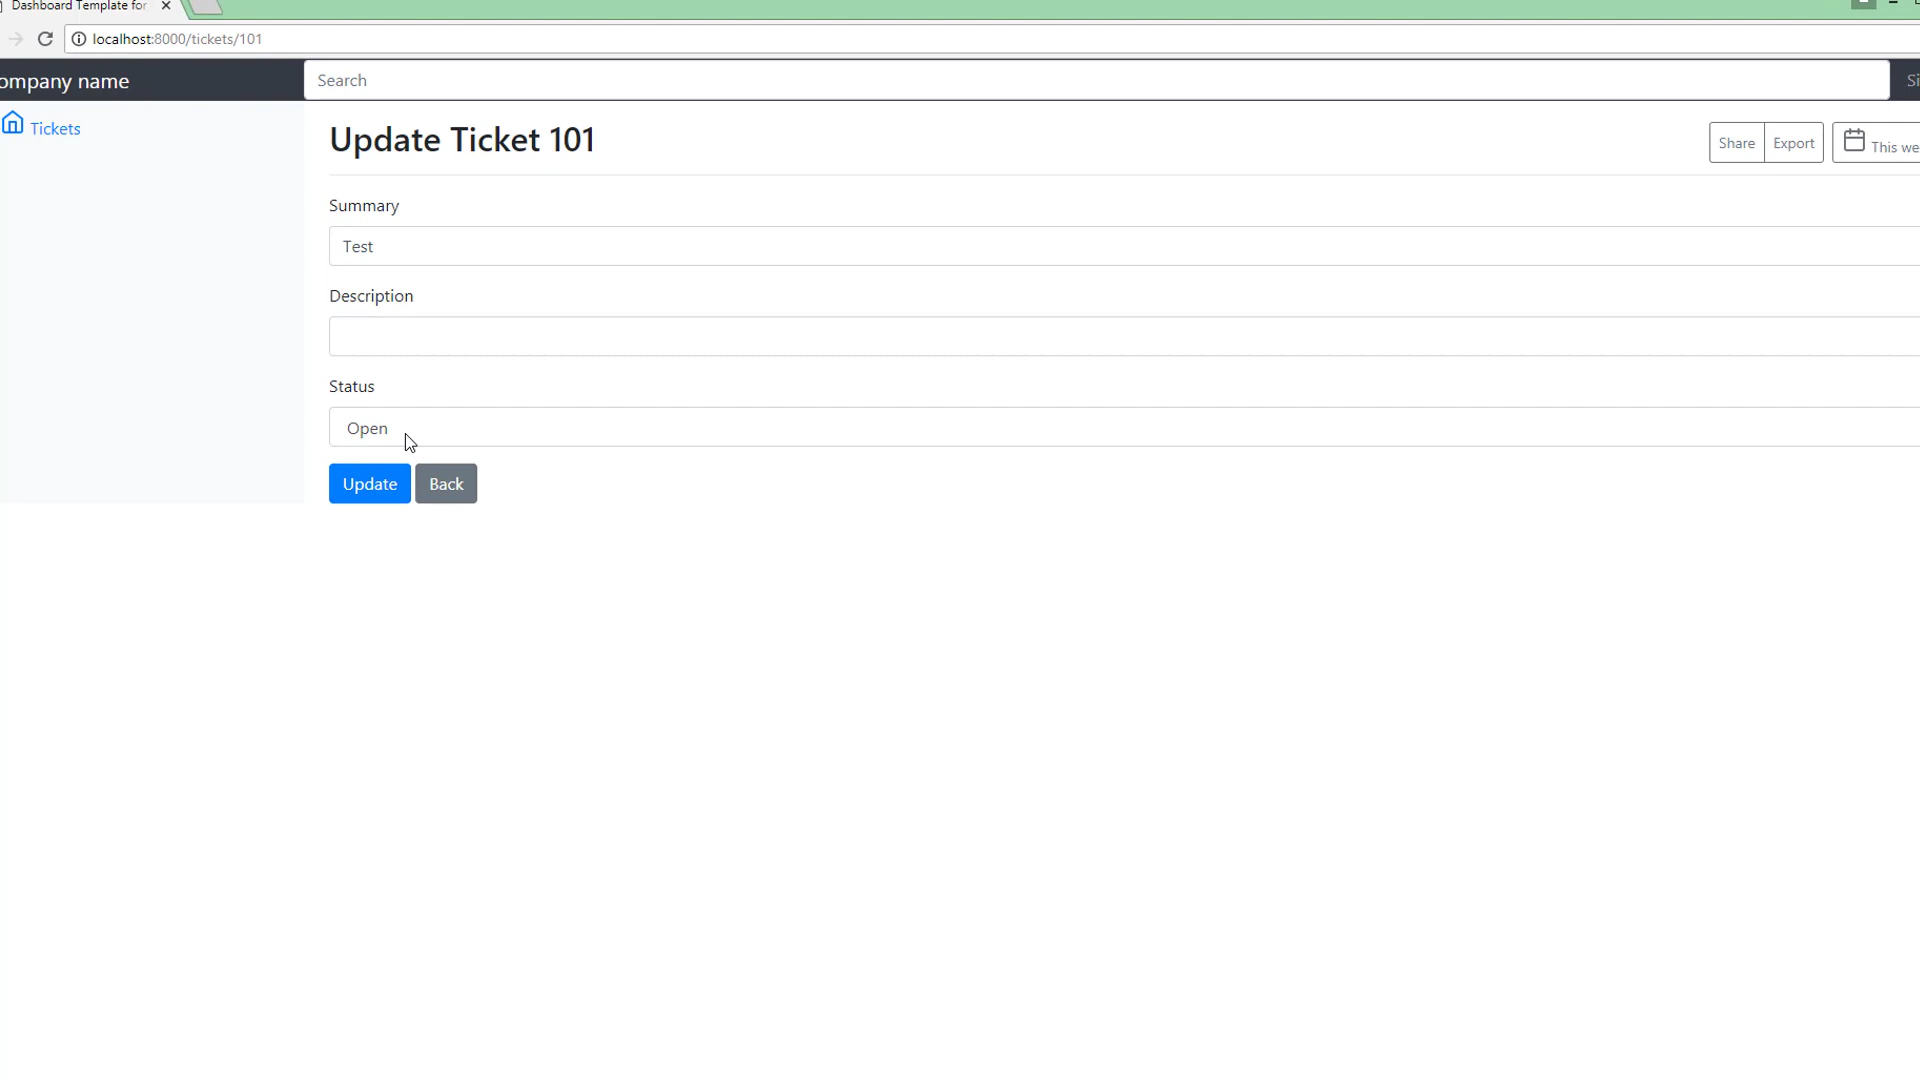 Dashboard Template for
localhost:8000/tickets/101
ompany name
Search
Si
Tickets
Update Ticket 101
Share
Export
This we
Summary
Test
Description
Status
Open
Update
Back